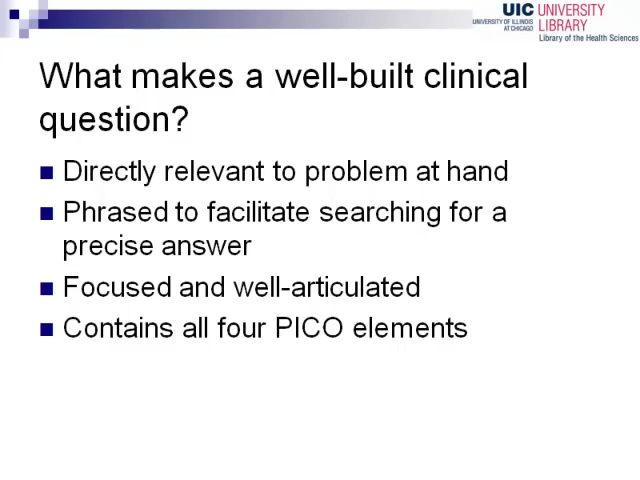 UIC UNIVERSITY
UNIVERSITY OF ILLINOIS
AT CHICAGO
LIBRARY
Library of the Health Sciences
What makes a well-built clinical
question?
Directly relevant to problem at hand
Phrased to facilitate searching for a
precise answer
Focused and well-articulated
Contains all four PICO elements